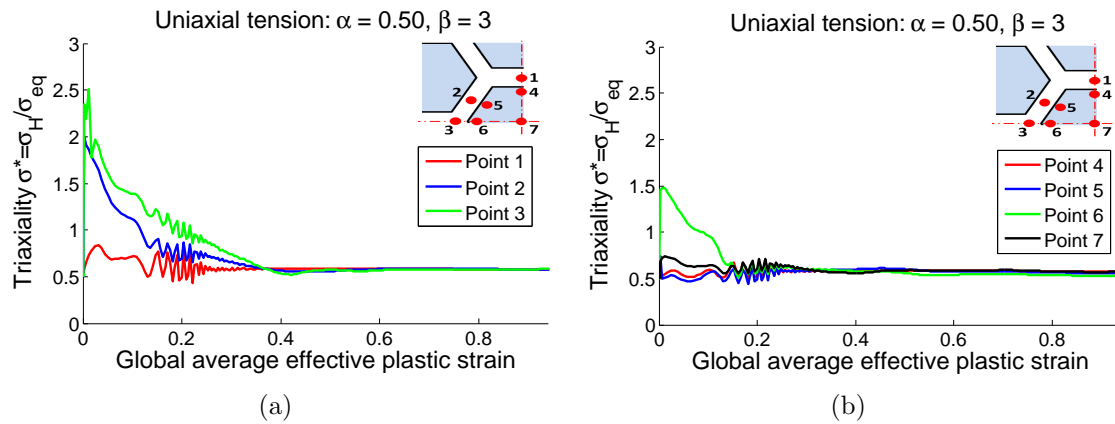 Uniaxial tension: α = 0.50, β = 3
Triaxiality σ*=σH/σeq
3
2.5
2
1.5
1
0.5
0
0 0.2 0.4 0.6 0.8
Global average effective plastic strain
1
2 4
5
3 6 7
Point 1
Point 2
Point 3
(a)
Uniaxial tension: α = 0.50, β = 3
Triaxiality σ*=σH/σeq
3
2.5
2
1.5
1
0.5
0
0 0.2 0.4 0.6 0.8
Global average effective plastic strain
1
2 4
5
3 6 7
Point 4
Point 5
Point 6
Point 7
(b)